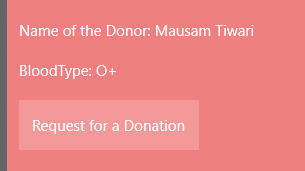 Name of the Donor: Mausam Tiwari
BloodType: O+
Request for a Donation